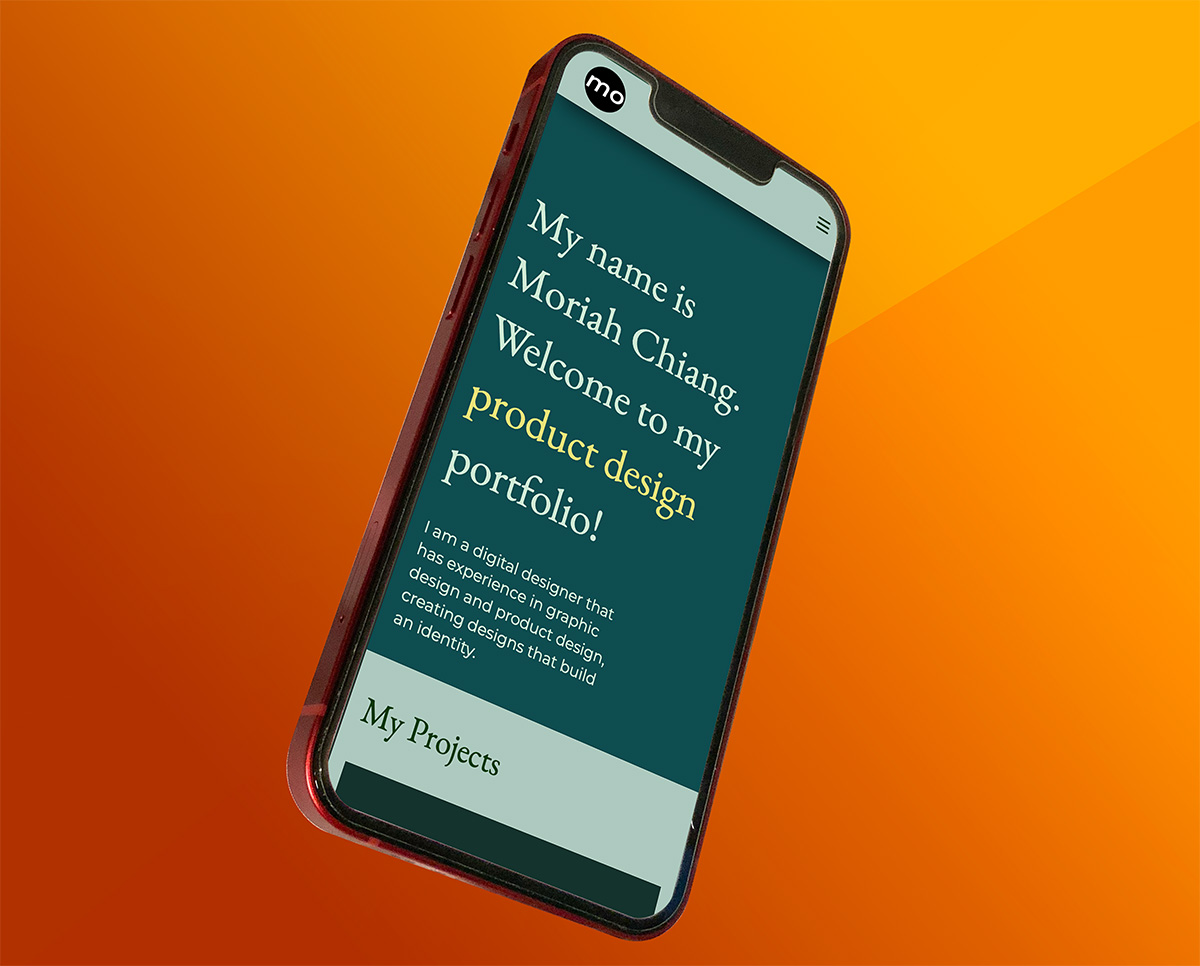 mo
My name is
Moriah Chiang.
Welcome to my
product design
portfolio!
I am a digital designer that
has experience in graphic
design and product design,
creating designs that build
an identity.
My Projects